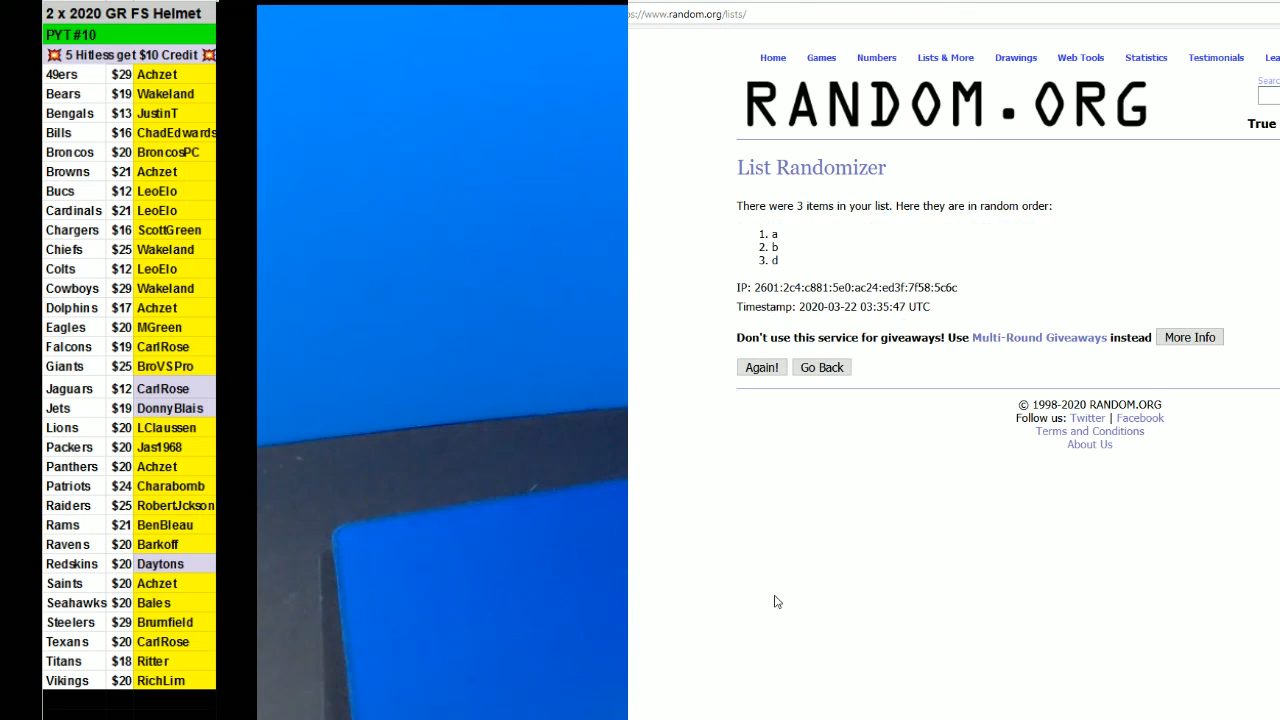 2 x 2020 GR FS Helmet
PYT #10
💥 5 Hitless get $10 Credit 💥
49ers $29 Achzet
Bears $19 Wakeland
Bengals $13 JustinT
Bills $16 ChadEdwards
Broncos $20 BroncosPC
Browns $21 Achzet
Bucs $12 LeoElo
Cardinals $21 LeoElo
Chargers $16 ScottGreen
Chiefs $25 Wakeland
Colts $12 LeoElo
Cowboys $29 Wakeland
Dolphins $17 Achzet
Eagles $20 MGreen
Falcons $19 CarlRose
Giants $25 BroVSPro
Jaguars $12 CarlRose
Jets $19 DonnyBlais
Lions $20 LClaussen
Packers $20 Jas1968
Panthers $20 Achzet
Patriots $24 Charabomb
Raiders $25 RobertJckson
Rams $21 BenBleau
Ravens $20 Barkoff
Redskins $20 Daytons
Saints $20 Achzet
Seahawks $20 Bales
Steelers $29 Brumfield
Texans $20 CarlRose
Titans $18 Ritter
Vikings $20 RichLim
s://www.random.org/lists/
Home Games Numbers Lists & More Drawings Web Tools Statistics Testimonials Lea
Searc
RANDOM.ORG
True
List Randomizer
There were 3 items in your list. Here they are in random order:
1. a
2. b
3. d
IP: 2601:2c4:c881:5e0:ac24:ed3f:7f58:5c6c
Timestamp: 2020-03-22 03:35:47 UTC
Don't use this service for giveaways! Use Multi-Round Giveaways instead More Info
Again! Go Back
© 1998-2020 RANDOM.ORG
Follow us: Twitter | Facebook
Terms and Conditions
About Us